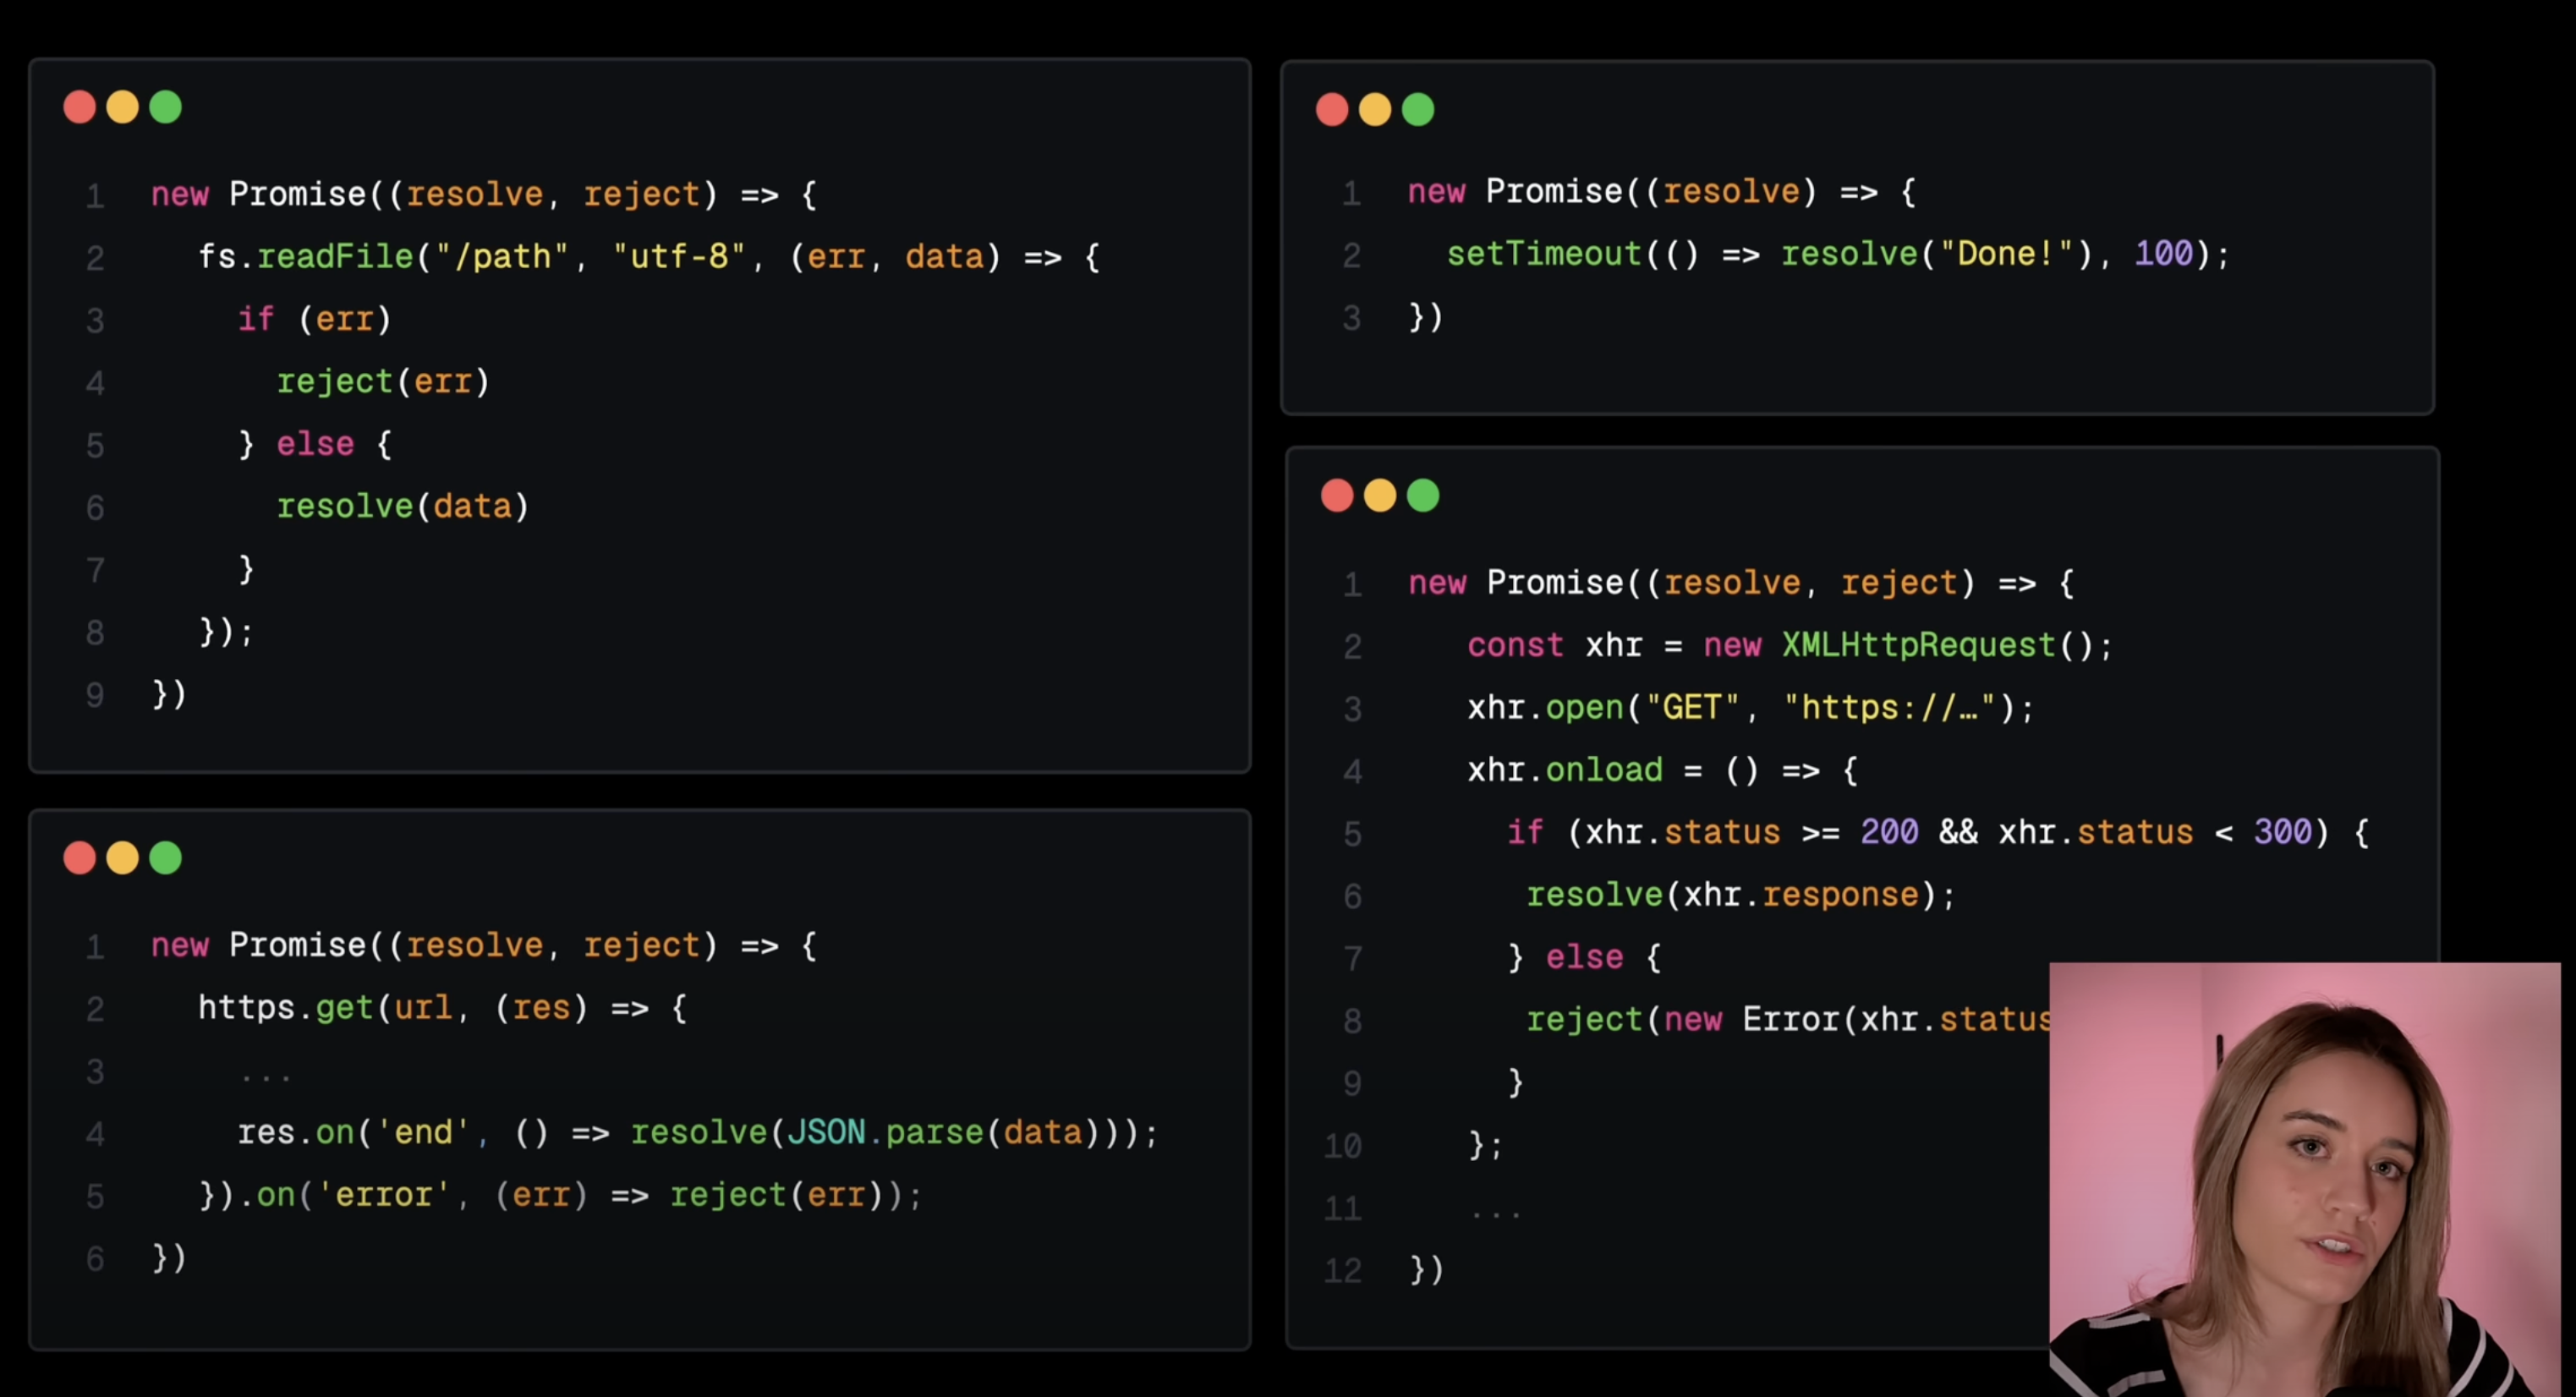 1 new Promise((resolve, reject) => {
2 fs.readFile("/path", "utf-8", (err, data) => {
3 if (err)
4 reject(err)
5 } else {
6 resolve(data)
7 }
8 });
9 })
1 new Promise((resolve) => {
2 setTimeout(() => resolve("Done!"), 100);
3 })
1 new Promise((resolve, reject) => {
2 https.get(url, (res) => {
3 ...
4 res.on('end', () => resolve(JSON.parse(data)));
5 }).on('error', (err) => reject(err));
6 })
1 new Promise((resolve, reject) => {
2 const xhr = new XMLHttpRequest();
3 xhr.open("GET", "https://…");
4 xhr.onload = () => {
5 if (xhr.status >= 200 && xhr.status < 300) {
6 resolve(xhr.response);
7 } else {
8 reject(new Error(xhr.status
9 }
10 };
11 ...
12 })